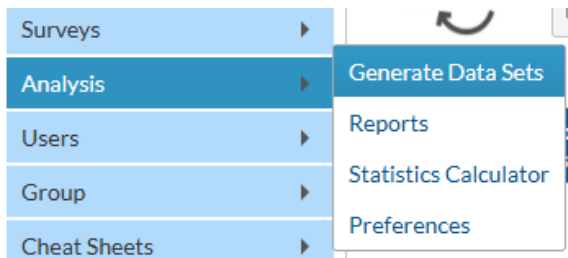 Surveys
Analysis
Users
Group
Cheat Sheets
Generate Data Sets
Reports
Statistics Calculator
Preferences